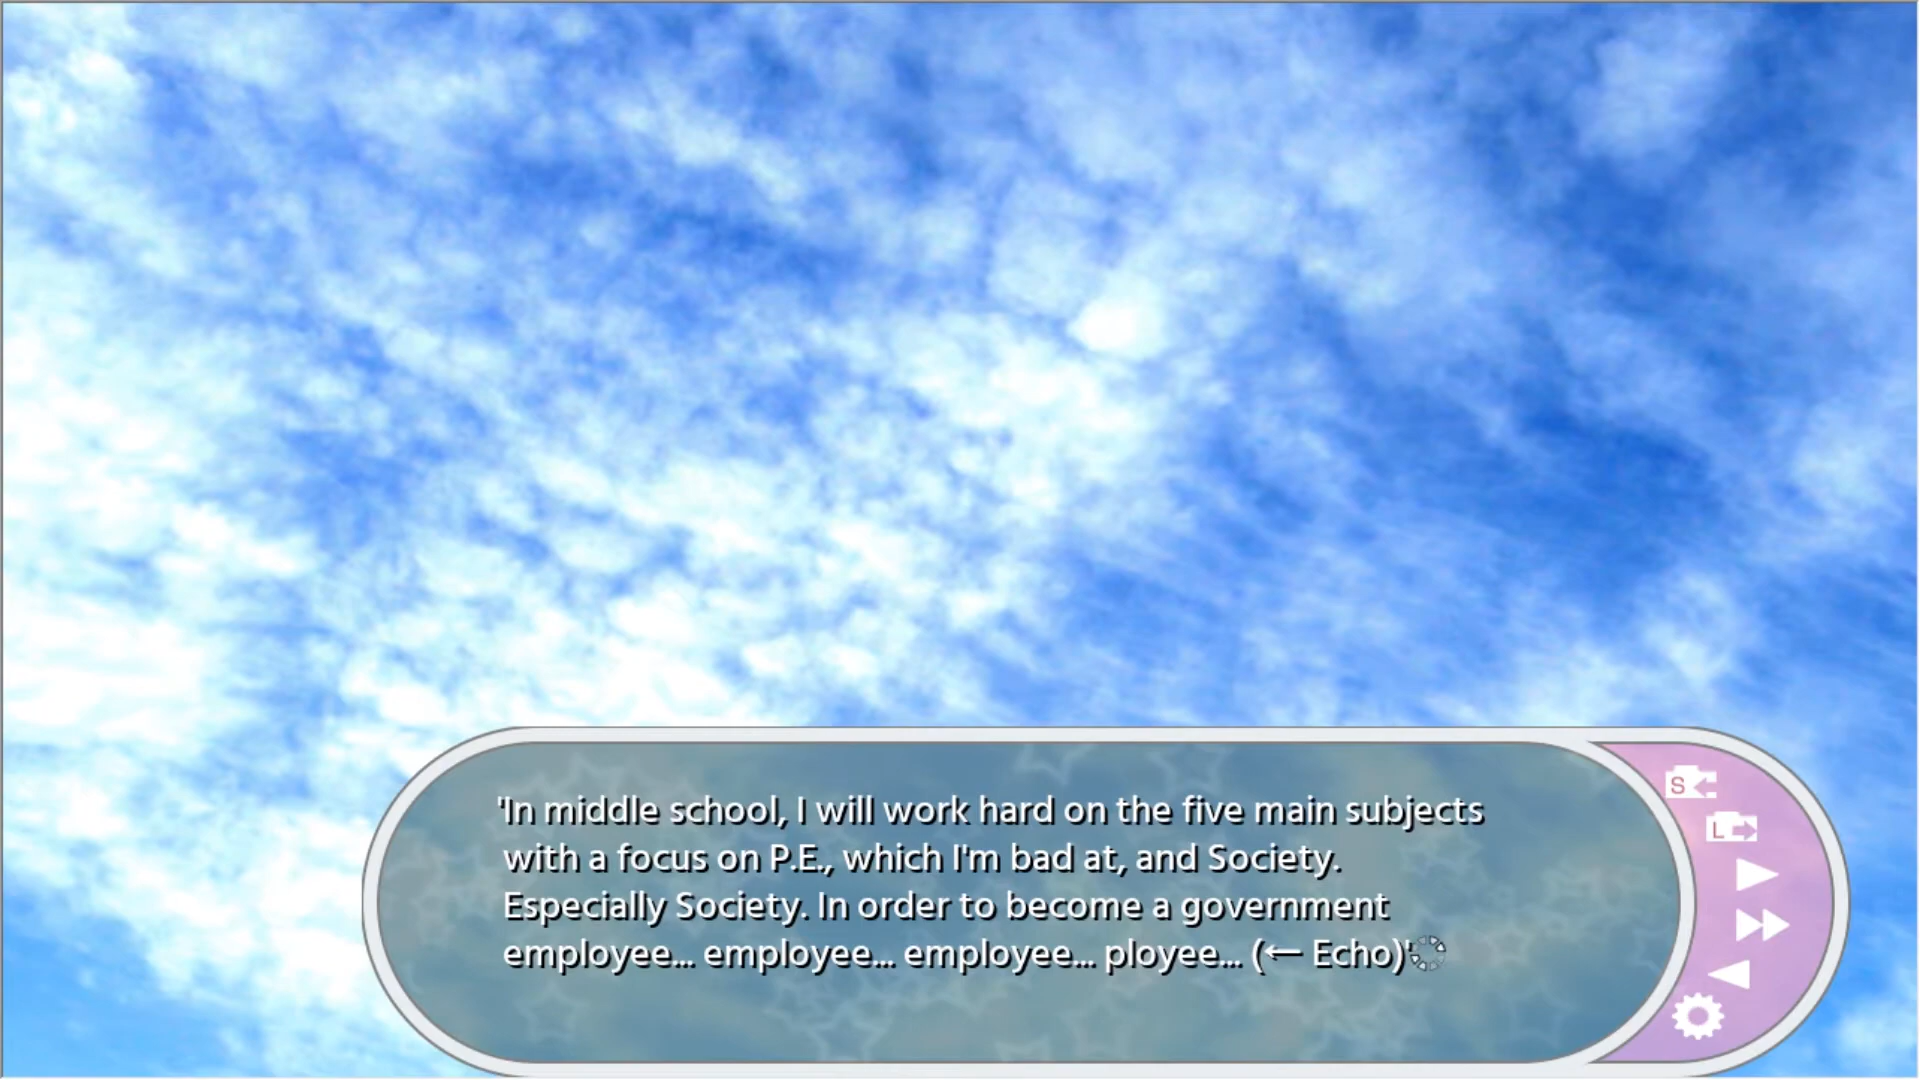 'In middle school, I will work hard on the five main subjects
with a focus on P.E., which I'm bad at, and Society.
Especially Society. In order to become a government
employee... employee... employee... ployee... (← Echo)'
S
L